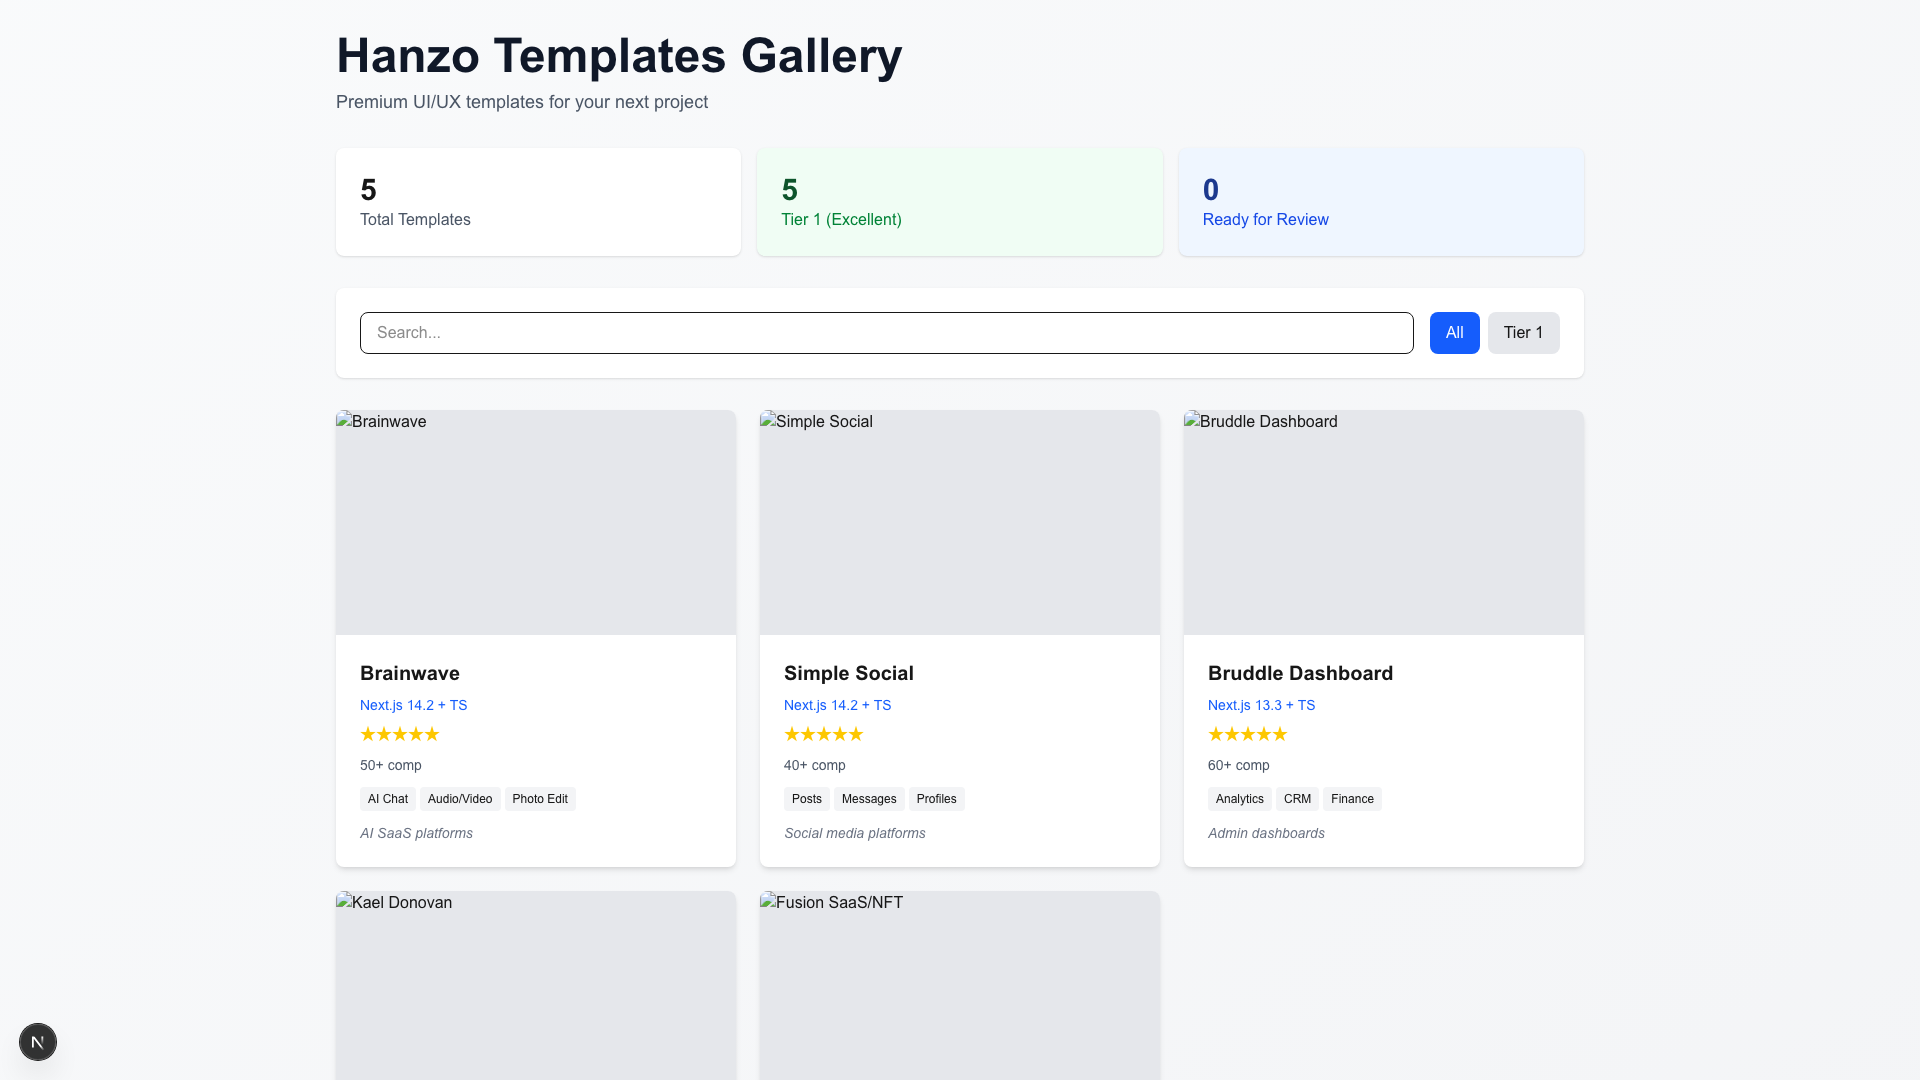 Hanzo Templates Gallery
Premium UI/UX templates for your next project
5
Total Templates
5
Tier 1 (Excellent)
0
Ready for Review
Search...
All
Tier 1
Brainwave
Brainwave
Next.js 14.2 + TS
★★★★★
50+ comp
AI Chat Audio/Video Photo Edit
AI SaaS platforms
Simple Social
Simple Social
Next.js 14.2 + TS
★★★★★
40+ comp
Posts Messages Profiles
Social media platforms
Bruddle Dashboard
Bruddle Dashboard
Next.js 13.3 + TS
★★★★★
60+ comp
Analytics CRM Finance
Admin dashboards
Kael Donovan
Fusion SaaS/NFT
N